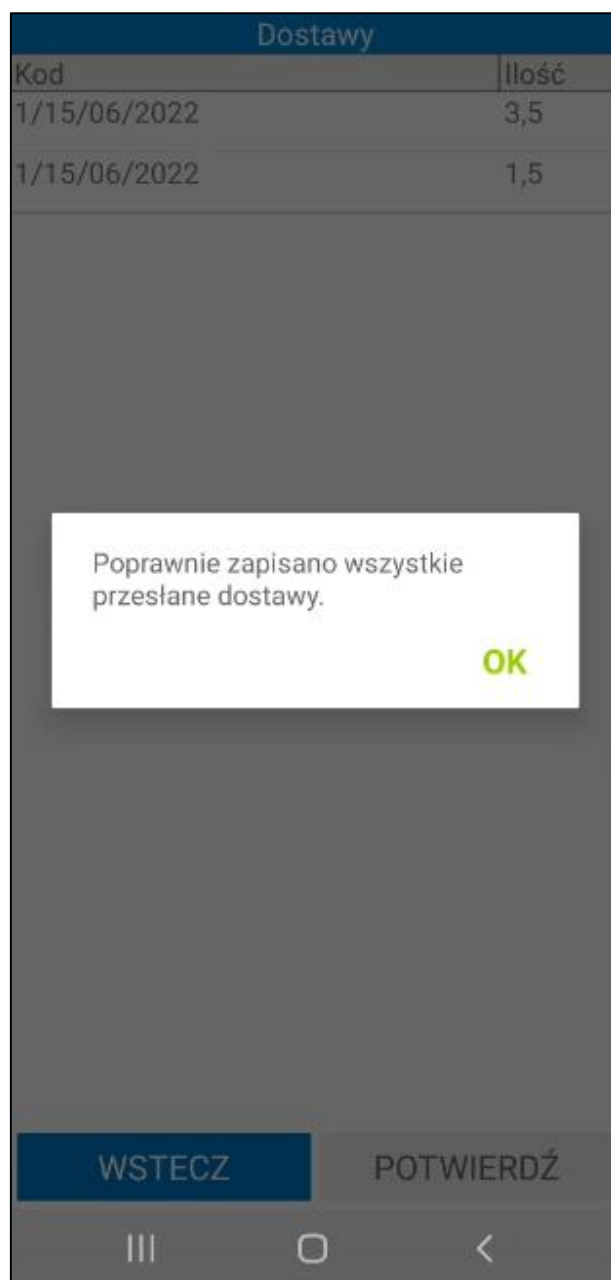 Dostawy
Kod Ilość
1/15/06/2022 3,5
1/15/06/2022 1,5
Poprawnie zapisano wszystkie
przesłane dostawy.
OK
WSTECZ POTWIERDŹ